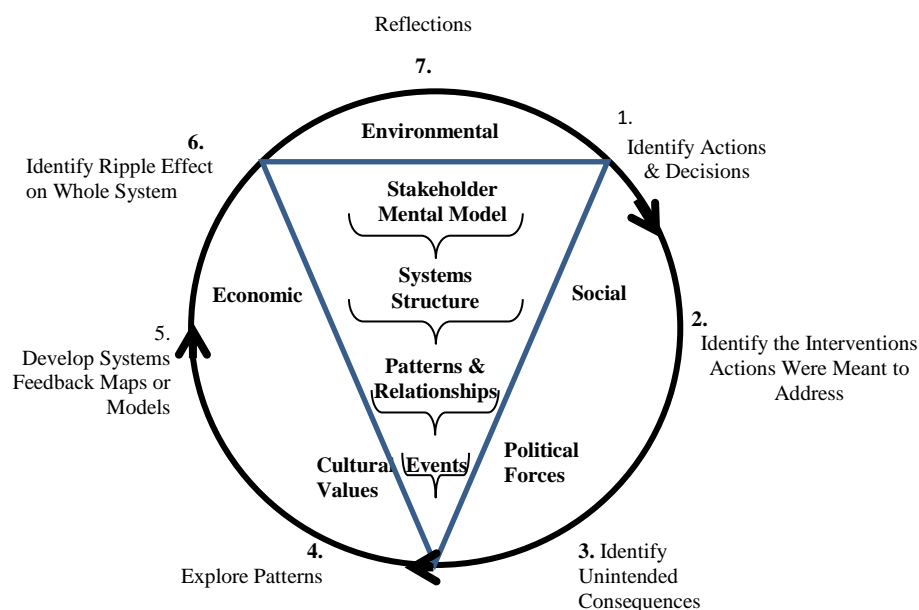 Reflections
7.
1.
Identify Actions
& Decisions
2.
Identify the Interventions
Actions Were Meant to
Address
3. Identify
Unintended
Consequences
4.
Explore Patterns
5.
Develop Systems
Feedback Maps or
Models
6.
Identify Ripple Effect
on Whole System
Environmental
Stakeholder
Mental Model
Systems
Structure
Patterns &
Relationships
Events
Economic
Social
Cultural
Values
Political
Forces